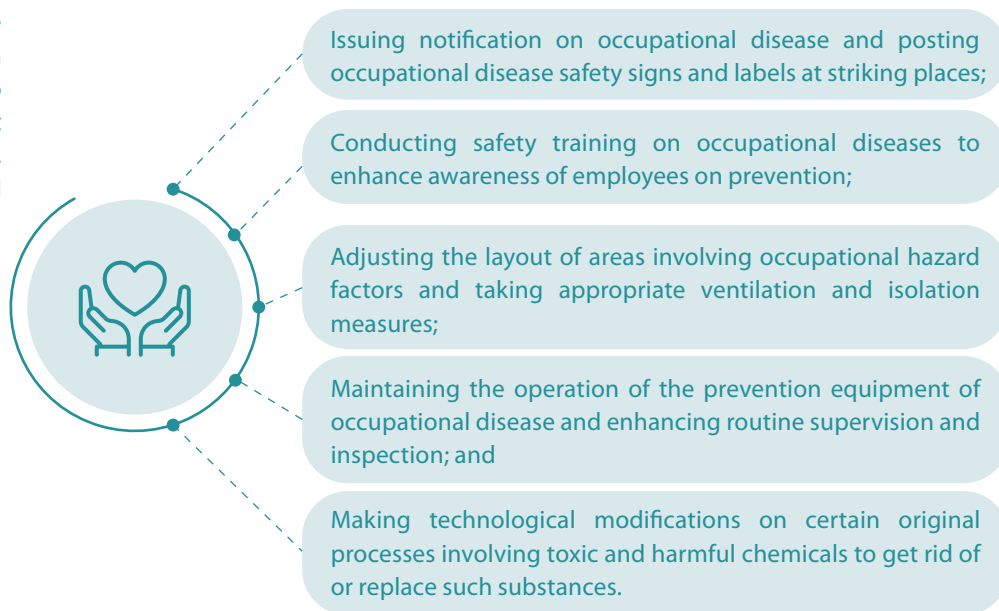 Issuing notification on occupational disease and posting
occupational disease safety signs and labels at striking places;
Conducting safety training on occupational diseases to
enhance awareness of employees on prevention;
Adjusting the layout of areas involving occupational hazard
factors and taking appropriate ventilation and isolation
measures;
Maintaining the operation of the prevention equipment of
occupational disease and enhancing routine supervision and
inspection; and
Making technological modifications on certain original
processes involving toxic and harmful chemicals to get rid of
or replace such substances.